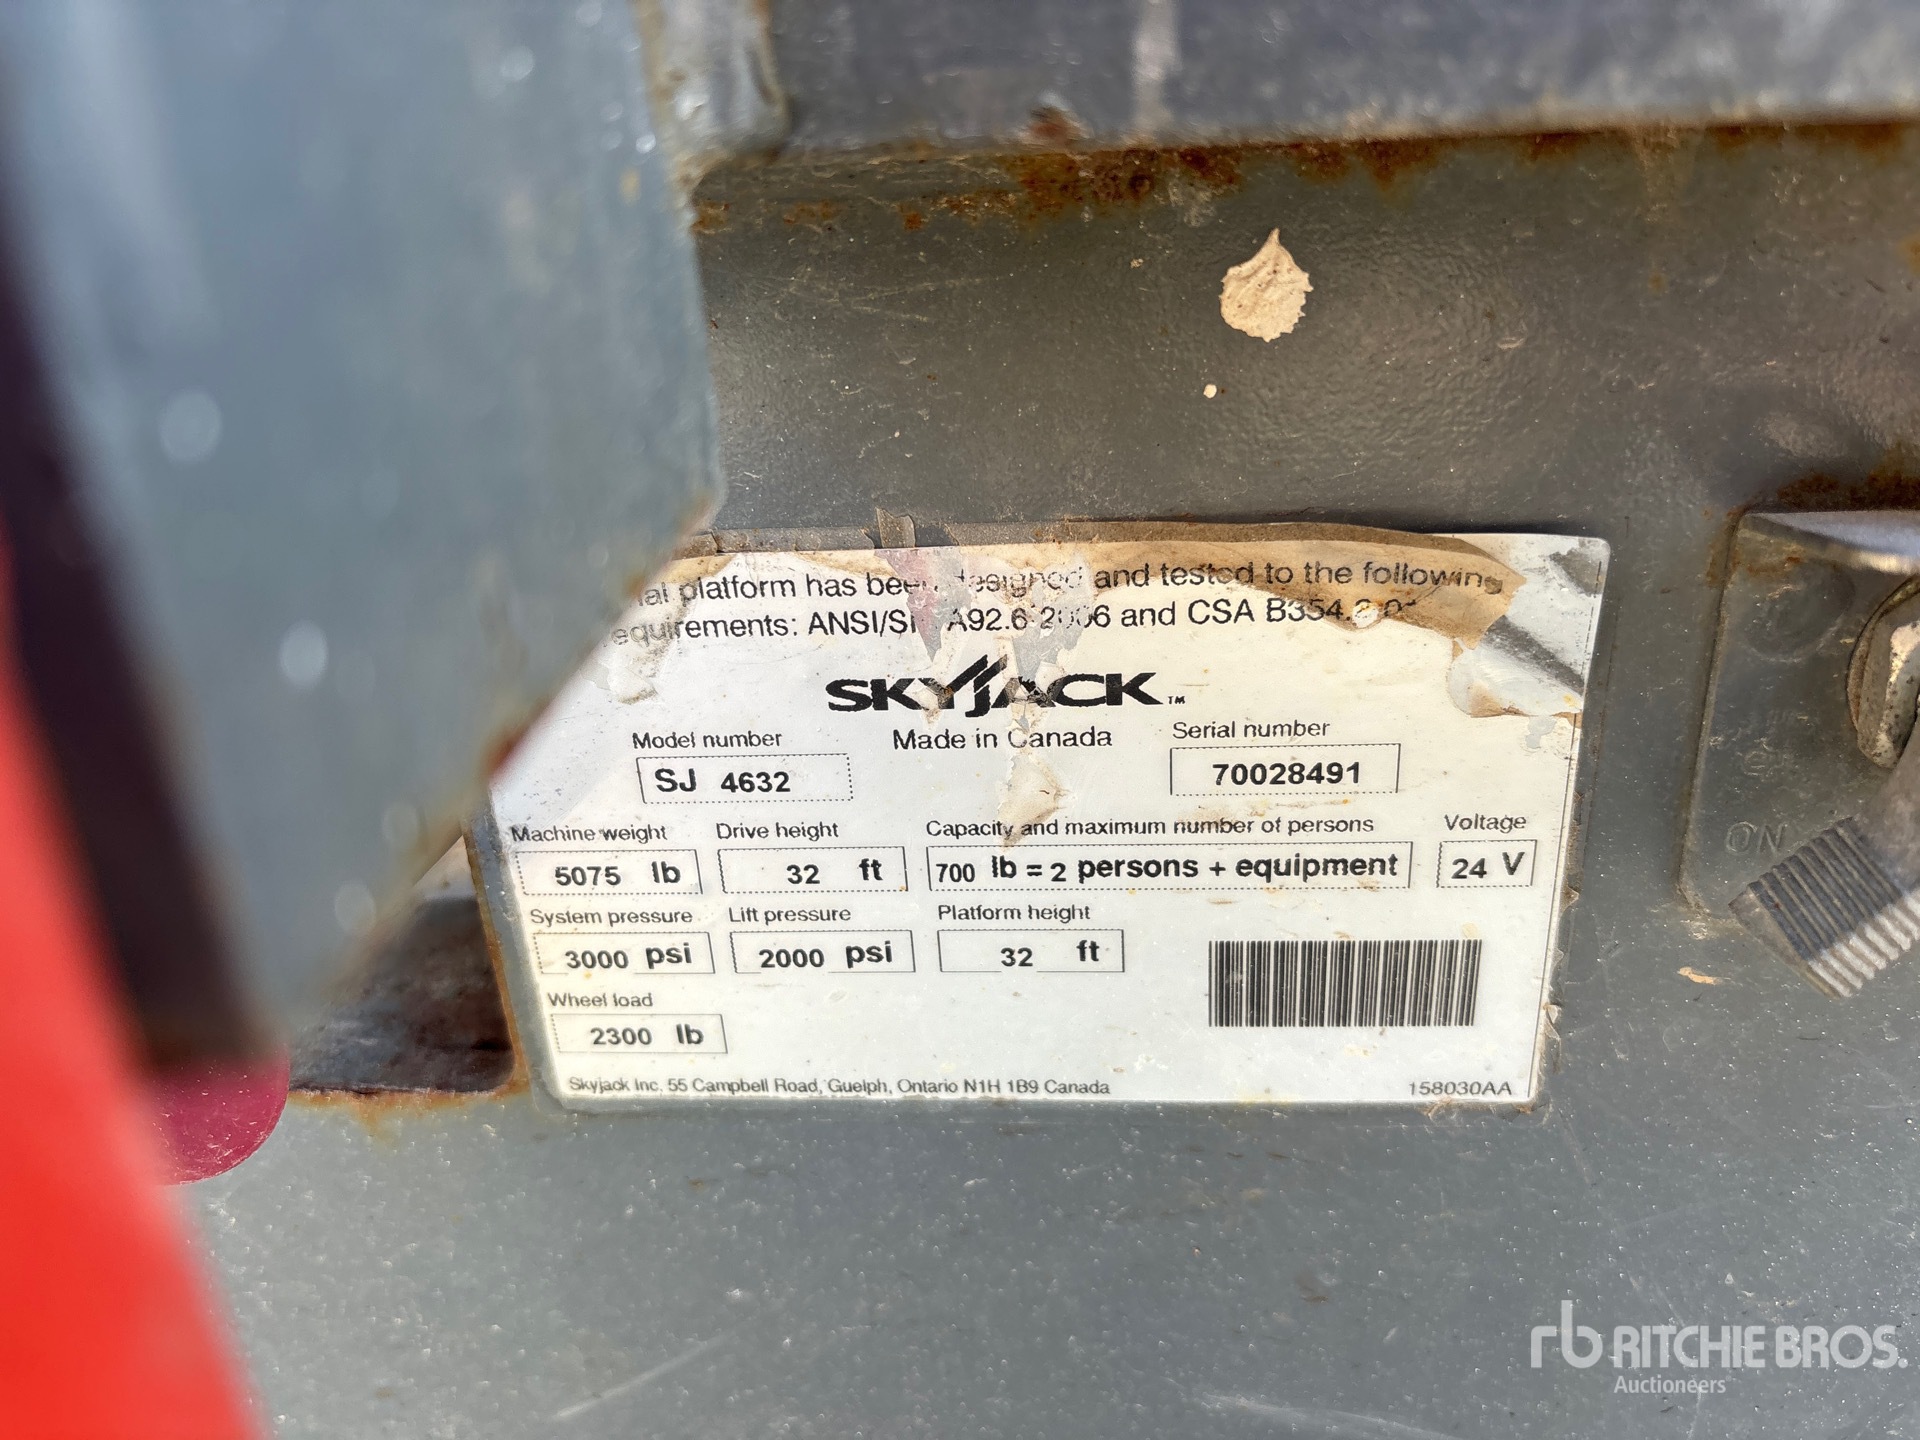 platform has been designed and tested to the following
requirements: ANSI/SI A92.6 2006 and CSA B354.2
SKYJACK™
Model number
Made in Canada
Serial number
SJ 4632
70028491
Machine weight Drive height Capacity and maximum number of persons Voltage
5075 lb 32 ft 700 lb = 2 persons + equipment 24 V
System pressure Lift pressure Platform height
3000 psi 2000 psi 32 ft
Wheel load
2300 lb
Skyjack Inc. 55 Campbell Road, Guelph, Ontario N1H 1B9 Canada 158030AA
ON
rb RITCHIE BROS.
Auctioneers